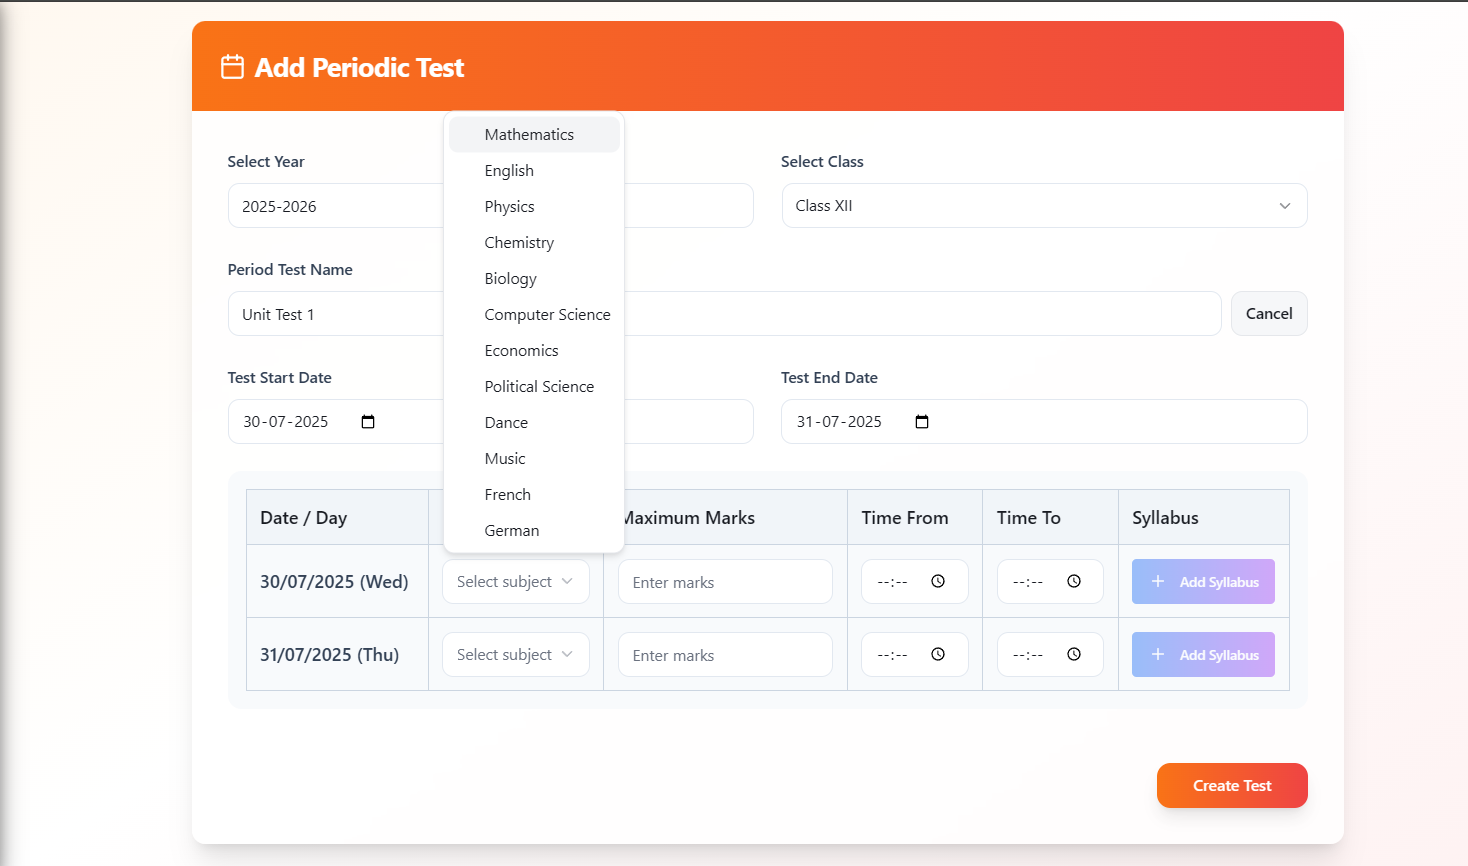 Add Periodic Test
Select Year
Select Class
2025-2026
Class XII
Period Test Name
Unit Test 1
Cancel
Test Start Date
Test End Date
30-07-2025
31-07-2025
Mathematics
English
Physics
Chemistry
Biology
Computer Science
Economics
Political Science
Dance
Music
French
German
Date / Day
Maximum Marks
Time From
Time To
Syllabus
30/07/2025 (Wed)
Select subject
Enter marks
--:--
--:--
+ Add Syllabus
31/07/2025 (Thu)
Select subject
Enter marks
--:--
--:--
+ Add Syllabus
Create Test